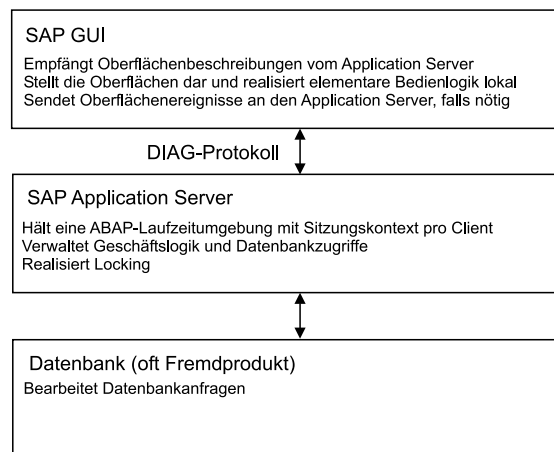 SAP GUI
Empfängt Oberflächenbeschreibungen vom Application Server
Stellt die Oberflächen dar und realisiert elementare Bedienlogik lokal
Sendet Oberflächenereignisse an den Application Server, falls nötig
DIAG-Protokoll
SAP Application Server
Hält eine ABAP-Laufzeitumgebung mit Sitzungskontext pro Client
Verwaltet Geschäftslogik und Datenbankzugriffe
Realisiert Locking
Datenbank (oft Fremdprodukt)
Bearbeitet Datenbankanfragen